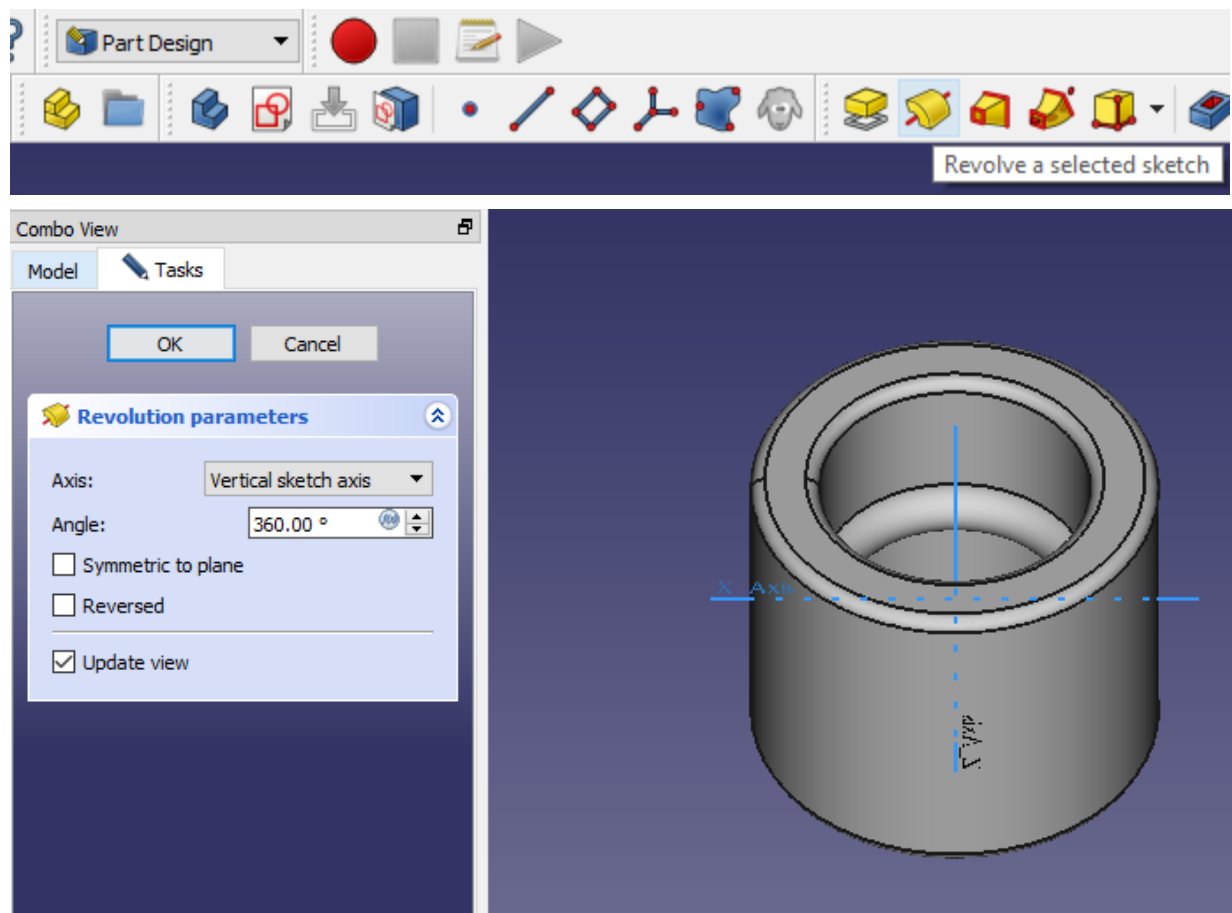 Part Design
Revolve a selected sketch
Combo View
Model
Tasks
OK
Cancel
Revolution parameters
Axis:
Vertical sketch axis
Angle:
360.00 °
Symmetric to plane
Reversed
Update view
X_Axis